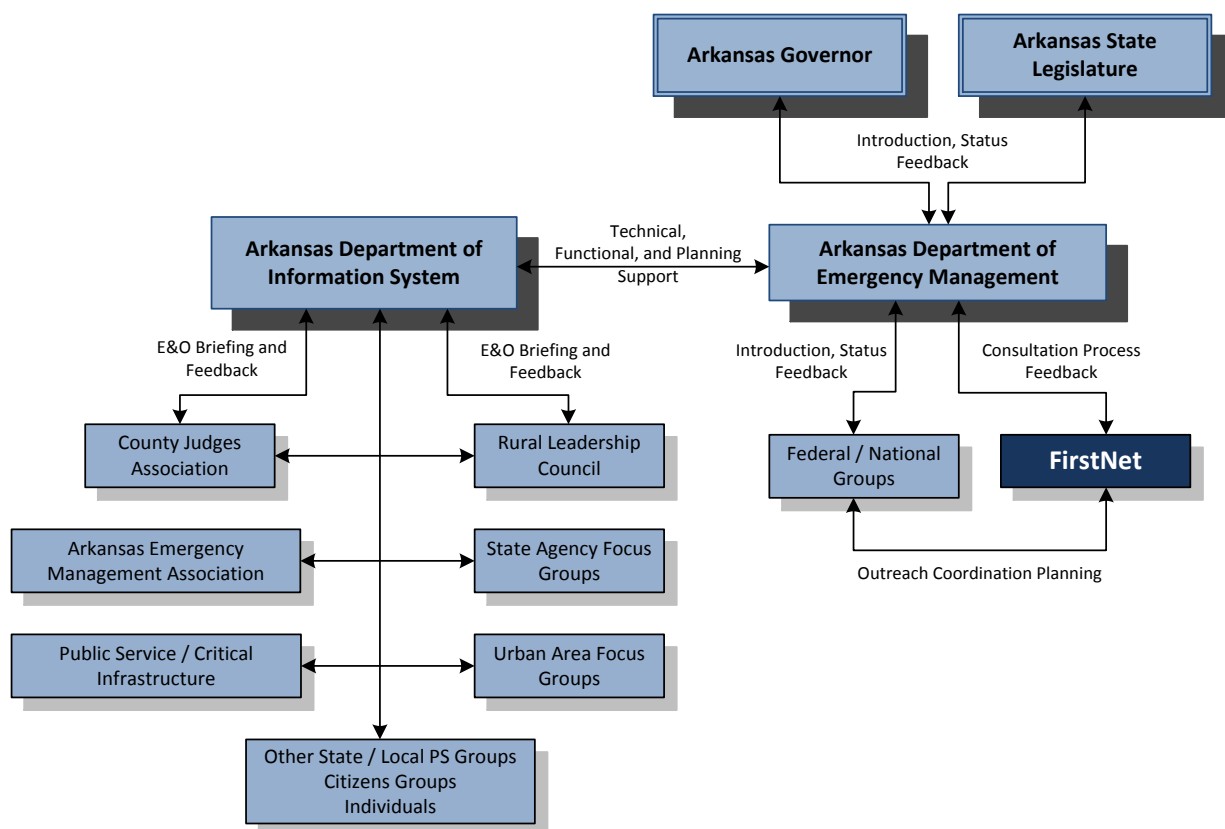 Arkansas Governor
Arkansas State
Legislature
Introduction, Status
Feedback
Arkansas Department of
Information System
Technical,
Functional, and Planning
Support
Arkansas Department of
Emergency Management
E&O Briefing and
Feedback
E&O Briefing and
Feedback
Introduction, Status
Feedback
Consultation Process
Feedback
County Judges
Association
Rural Leadership
Council
Federal / National
Groups
FirstNet
Arkansas Emergency
Management Association
State Agency Focus
Groups
Outreach Coordination Planning
Public Service / Critical
Infrastructure
Urban Area Focus
Groups
Other State / Local PS Groups
Citizens Groups
Individuals